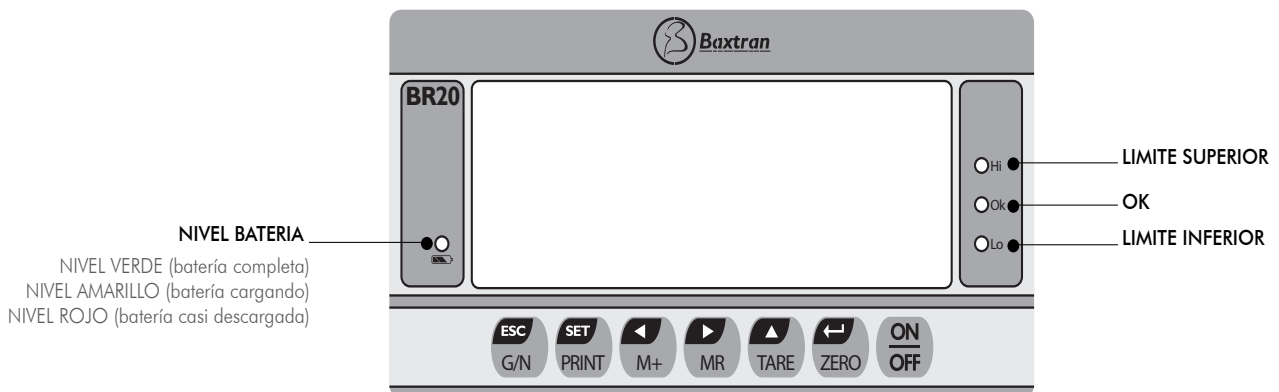 Baxtran
BR20
Hi
LIMITE SUPERIOR
Ok
OK
Lo
LIMITE INFERIOR
NIVEL BATERIA
NIVEL VERDE (batería completa)
NIVEL AMARILLO (batería cargando)
NIVEL ROJO (batería casi descargada)
ESC SET ON
G/N PRINT M+ MR TARE ZERO OFF